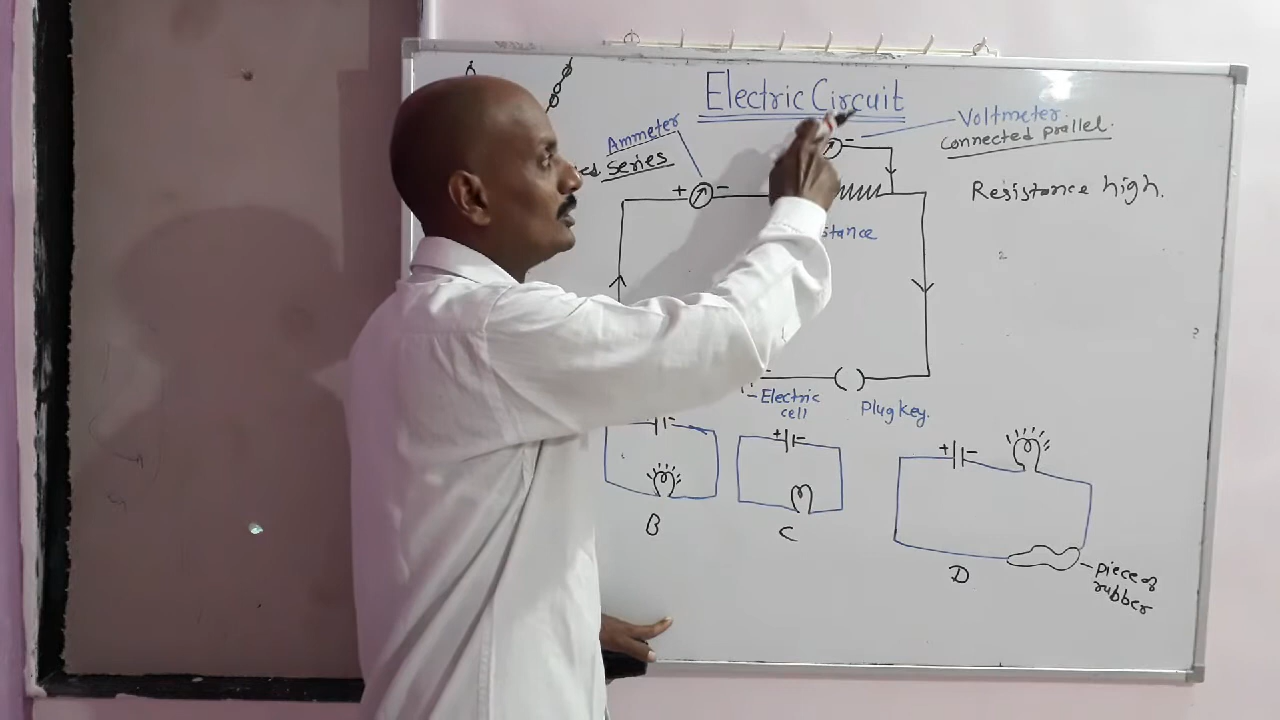 Electric Circuit
Ammeter
Series
+ −
−
Voltmeter
Connected prallel.
Resistance high.
Electric
cell
Plug key.
+ −
+ −
B
C
D
piece of
rubber